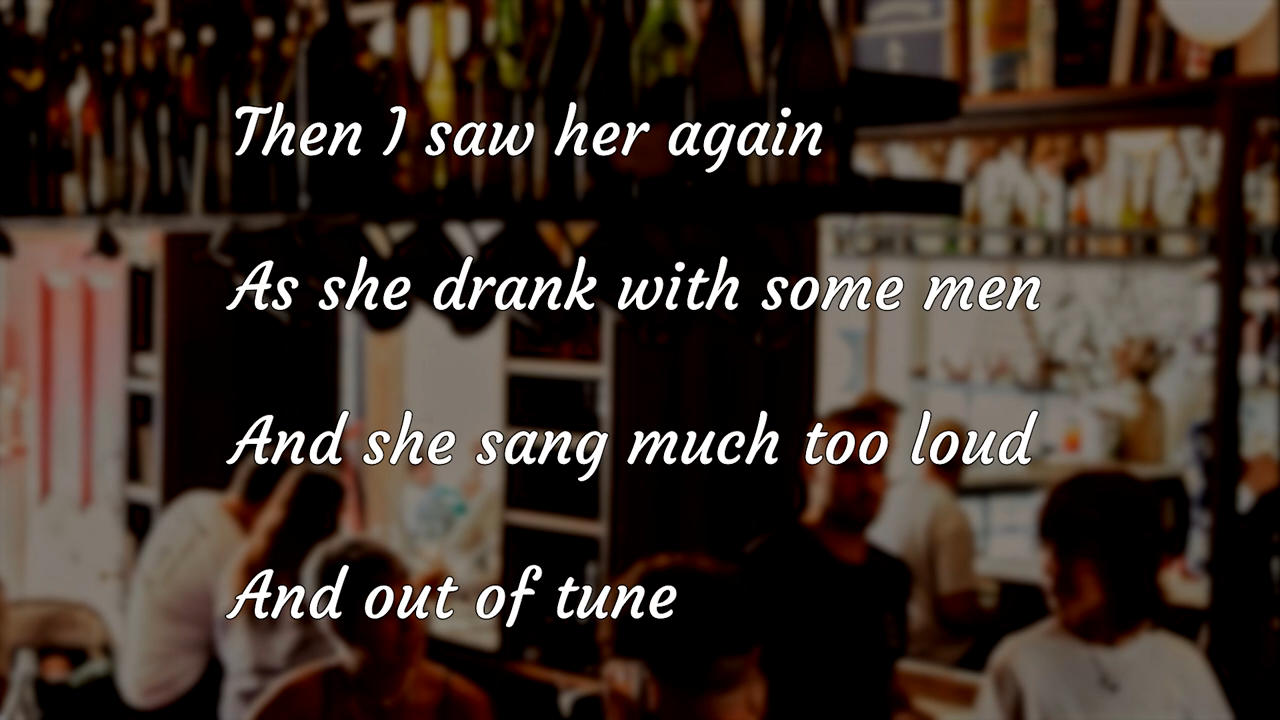 Then I saw her again
As she drank with some men
And she sang much too loud
And out of tune